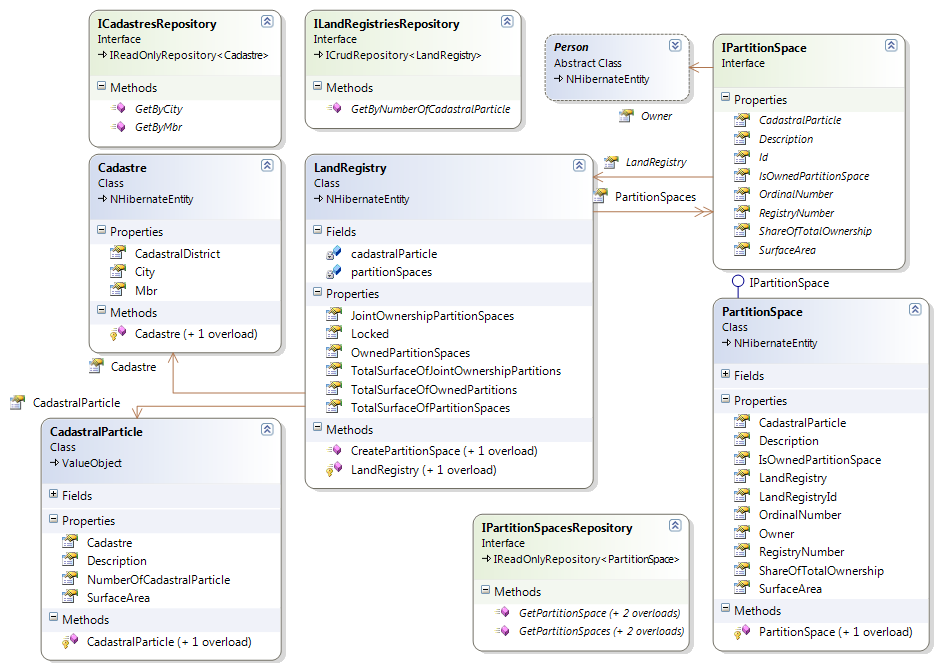 ICadastresRepository
Interface
IReadOnlyRepository<Cadastre>
Methods
GetByCity
GetByMbr
ILandRegistriesRepository
Interface
ICrudRepository<LandRegistry>
Methods
GetByNumberOfCadastralParticle
Person
Abstract Class
NHibernateEntity
Owner
IPartitionSpace
Interface
Properties
CadastralParticle
Description
Id
IsOwnedPartitionSpace
OrdinalNumber
RegistryNumber
ShareOfTotalOwnership
SurfaceArea
Cadastre
Class
NHibernateEntity
Properties
CadastralDistrict
City
Mbr
Methods
Cadastre (+ 1 overload)
Cadastre
CadastralParticle
LandRegistry
Class
NHibernateEntity
Fields
cadastralParticle
partitionSpaces
Properties
JointOwnershipPartitionSpaces
Locked
OwnedPartitionSpaces
TotalSurfaceOfJointOwnershipPartitions
TotalSurfaceOfOwnedPartitions
TotalSurfaceOfPartitionSpaces
Methods
CreatePartitionSpace (+ 1 overload)
LandRegistry (+ 1 overload)
LandRegistry
PartitionSpaces
IPartitionSpace
PartitionSpace
Class
NHibernateEntity
Fields
Properties
CadastralParticle
Description
IsOwnedPartitionSpace
LandRegistry
LandRegistryId
OrdinalNumber
Owner
RegistryNumber
ShareOfTotalOwnership
SurfaceArea
Methods
PartitionSpace (+ 1 overload)
CadastralParticle
Class
ValueObject
Fields
Properties
Cadastre
Description
NumberOfCadastralParticle
SurfaceArea
Methods
CadastralParticle (+ 1 overload)
IPartitionSpacesRepository
Interface
IReadOnlyRepository<PartitionSpace>
Methods
GetPartitionSpace (+ 2 overloads)
GetPartitionSpaces (+ 2 overloads)